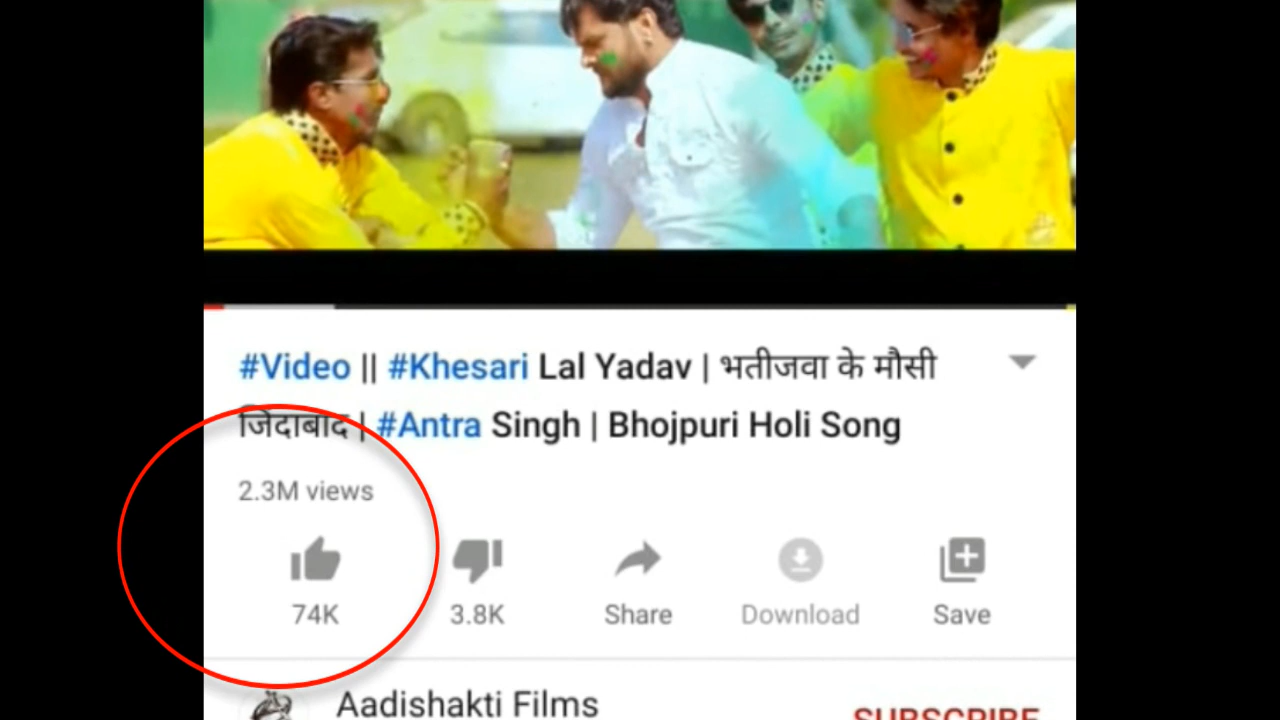 #Video || #Khesari Lal Yadav | भतीजवा के मौसी
जिंदाबाद | #Antra Singh | Bhojpuri Holi Song
2.3M views
74K
3.8K
Share
Download
Save
Aadishakti Films
SUBSCRIBE